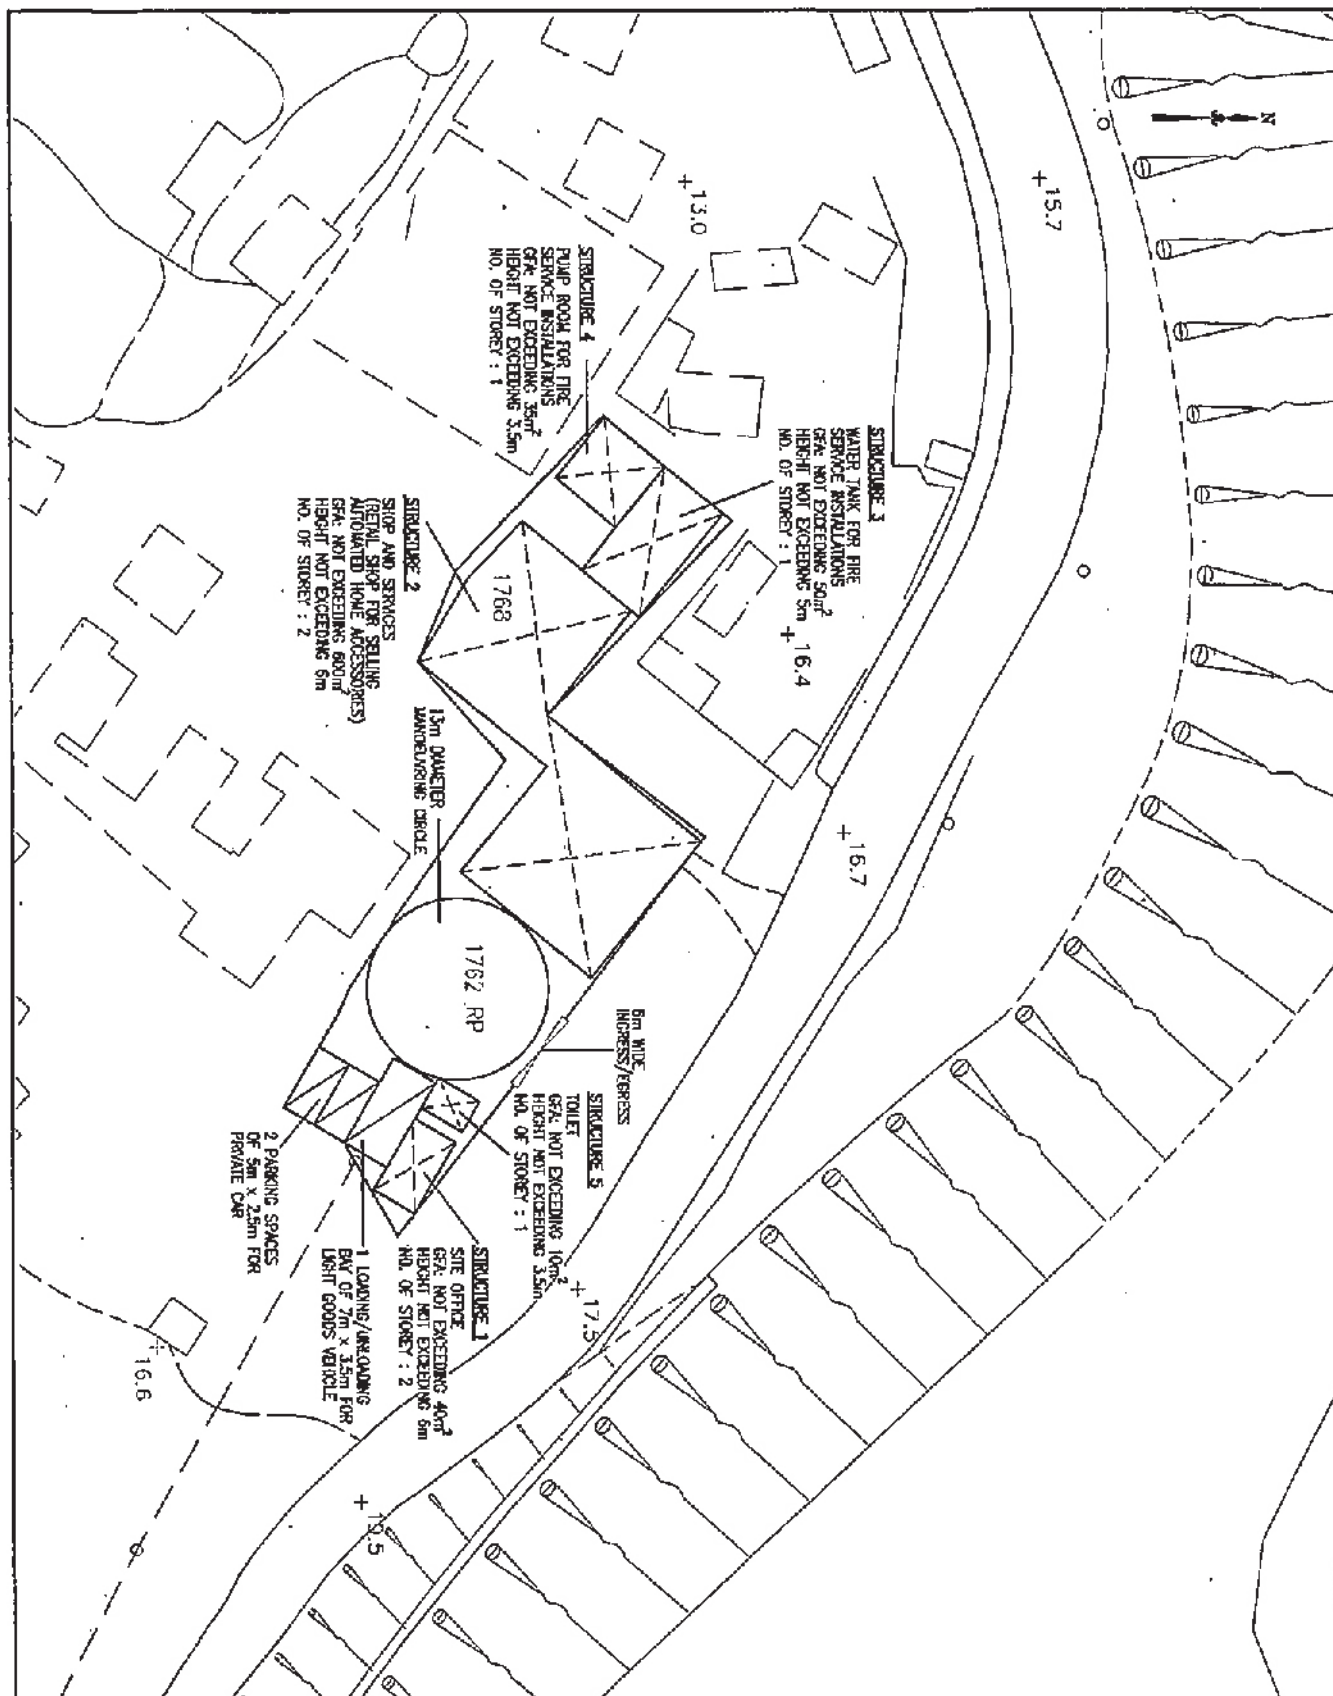 N
15.7
13.0
STRUCTURE 4
PUMP ROOM FOR FIRE
SERVICE INSTALLATIONS
GFA: NOT EXCEEDING 35m²
HEIGHT NOT EXCEEDING 3.5m
NO. OF STOREY : 1
STRUCTURE 3
WATER TANK FOR FIRE
SERVICE INSTALLATIONS
GFA: NOT EXCEEDING 50m²
HEIGHT NOT EXCEEDING 5m
NO. OF STOREY : 1
STRUCTURE 2
SHOP AND SERVICES
(RETAIL SHOP FOR SELLING
AUTOMATED HOME ACCESSORIES)
GFA: NOT EXCEEDING 600m²
HEIGHT NOT EXCEEDING 6m
NO. OF STOREY : 2
1768
16.4
13m DIAMETER
MANOEUVRING CIRCLE
16.7
1762 RP
6m WIDE
INGRESS/EGRESS
STRUCTURE 5
TOILET
GFA: NOT EXCEEDING 10m²
HEIGHT NOT EXCEEDING 3.5m
NO. OF STOREY : 1
2 PARKING SPACES
OF 5m x 2.5m FOR
PRIVATE CAR
STRUCTURE 1
SITE OFFICE
GFA: NOT EXCEEDING 40m²
HEIGHT NOT EXCEEDING 6m
NO. OF STOREY : 2
1 LOADING/UNLOADING
BAY OF 7m x 3.5m FOR
LIGHT GOODS VEHICLE
17.5
16.6
19.5